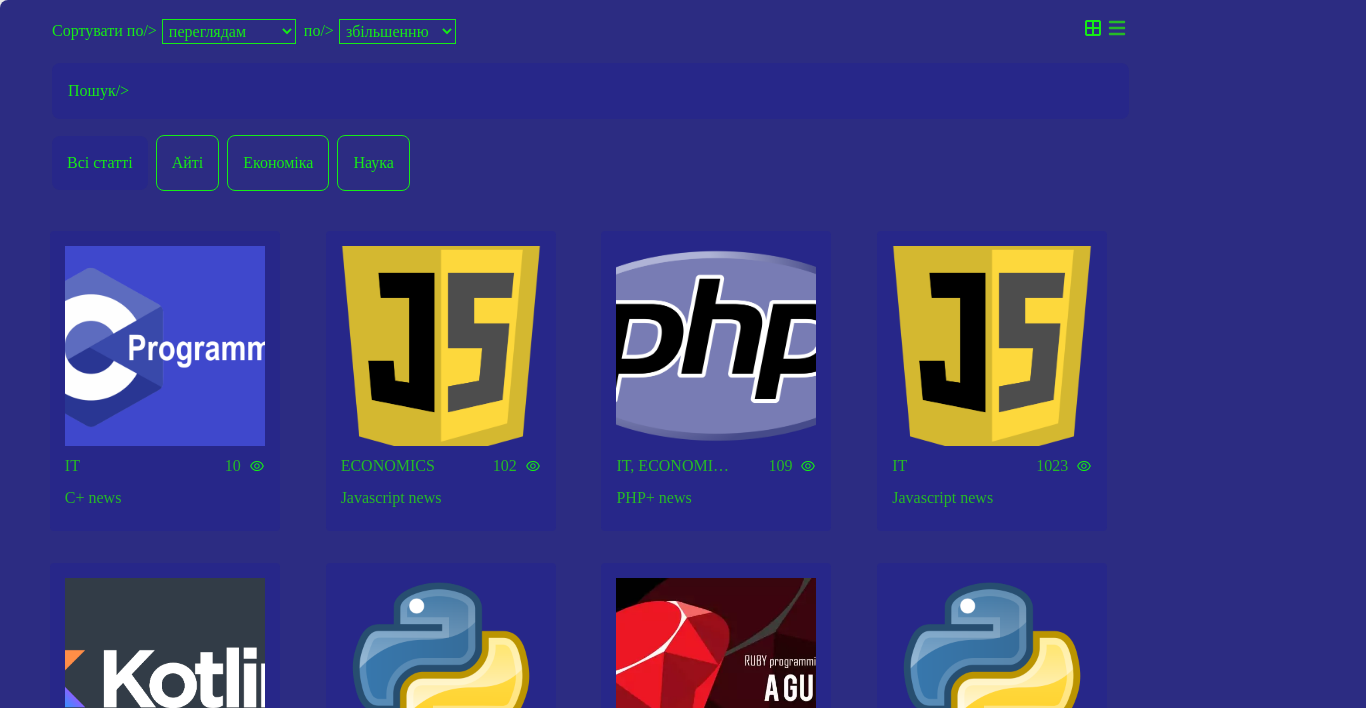 Сортувати по/> переглядам по/> збільшенню
Пошук/>
Всі статті Айті Економіка Наука
Programm
JS
php
JS
IT 10
C+ news
ECONOMICS 102
Javascript news
IT, ECONOMI... 109
PHP+ news
IT 1023
Javascript news
Kotlin
RUBY programmi
A GU